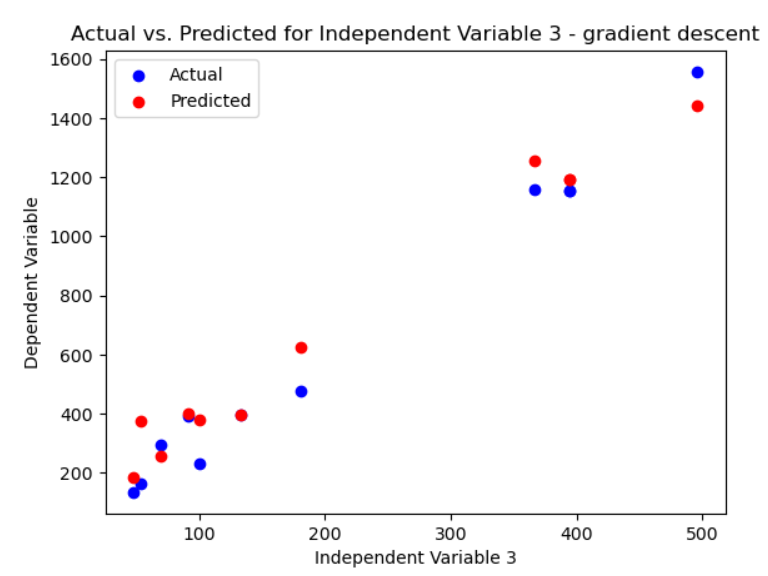 Actual vs. Predicted for Independent Variable 3 - gradient descent
Actual
Predicted
1600
1400
1200
1000
800
600
400
200
Dependent Variable
100
200
300
400
500
Independent Variable 3